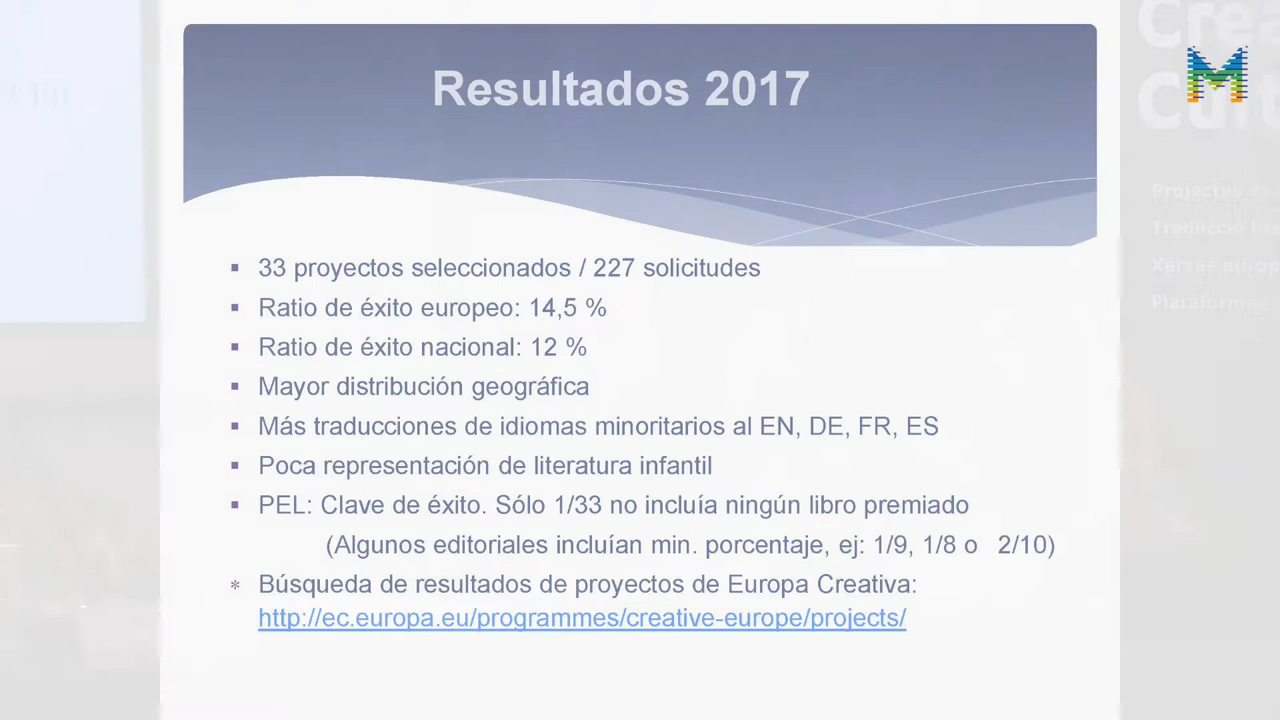 Resultados 2017
▪ 33 proyectos seleccionados / 227 solicitudes
▪ Ratio de éxito europeo: 14,5 %
▪ Ratio de éxito nacional: 12 %
▪ Mayor distribución geográfica
▪ Más traducciones de idiomas minoritarios al EN, DE, FR, ES
▪ Poca representación de literatura infantil
▪ PEL: Clave de éxito. Sólo 1/33 no incluía ningún libro premiado
(Algunos editoriales incluían min. porcentaje, ej: 1/9, 1/8 o 2/10)
* Búsqueda de resultados de proyectos de Europa Creativa:
http://ec.europa.eu/programmes/creative-europe/projects/
M
Projectes de
Plataformes